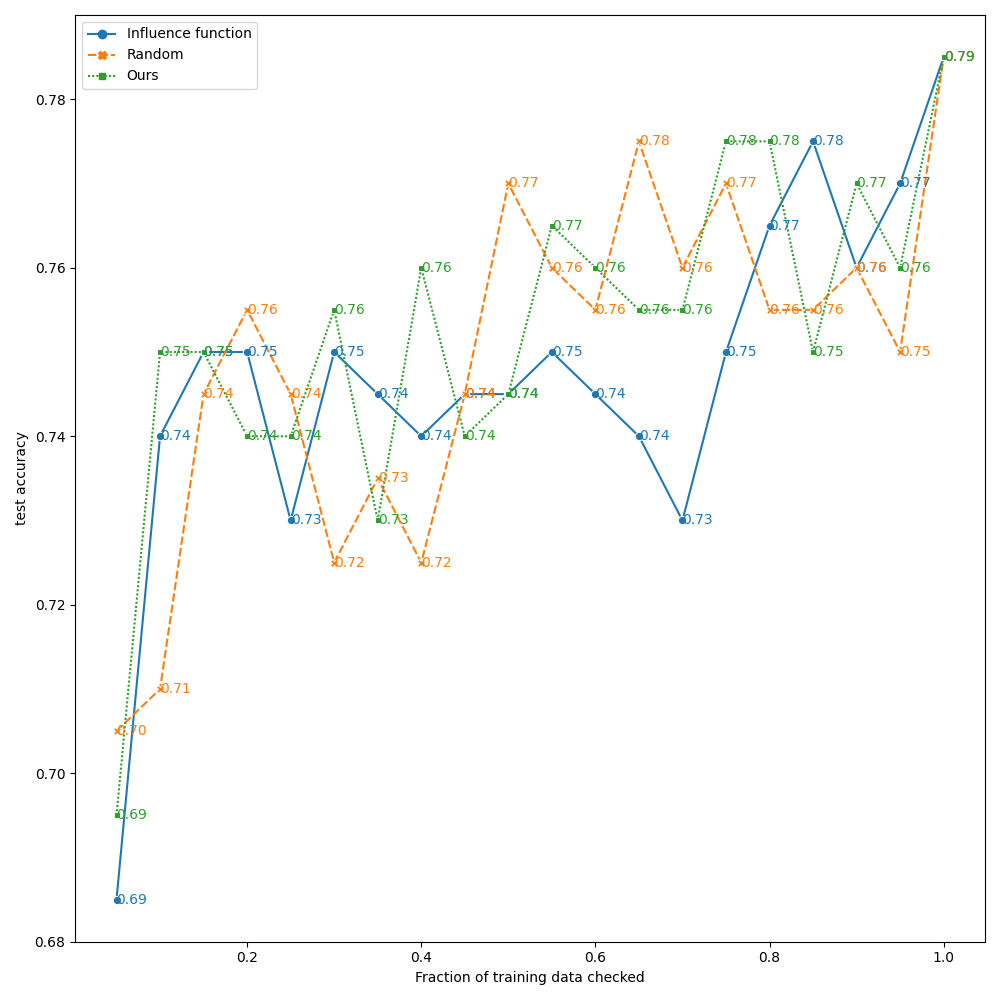 Influence function
Random
Ours
0.79
0.78
0.78 0.78 0.78 0.78
0.77 0.77 0.77 0.77
0.77 0.77
0.76
0.76 0.76 0.76 0.76 0.76 0.76
0.76 0.76 0.76 0.76 0.76 0.76 0.76
0.75 0.75 0.75 0.75 0.75 0.75 0.75 0.75
0.74 0.74 0.74 0.74 0.74 0.74 0.74
0.74
0.74 0.74 0.74 0.74 0.74 0.74
0.73
0.73 0.73 0.73
0.72 0.72
0.72
0.71
0.70
0.70
0.69
0.69
0.68
0.2 0.4 0.6 0.8 1.0
Fraction of training data checked
test accuracy